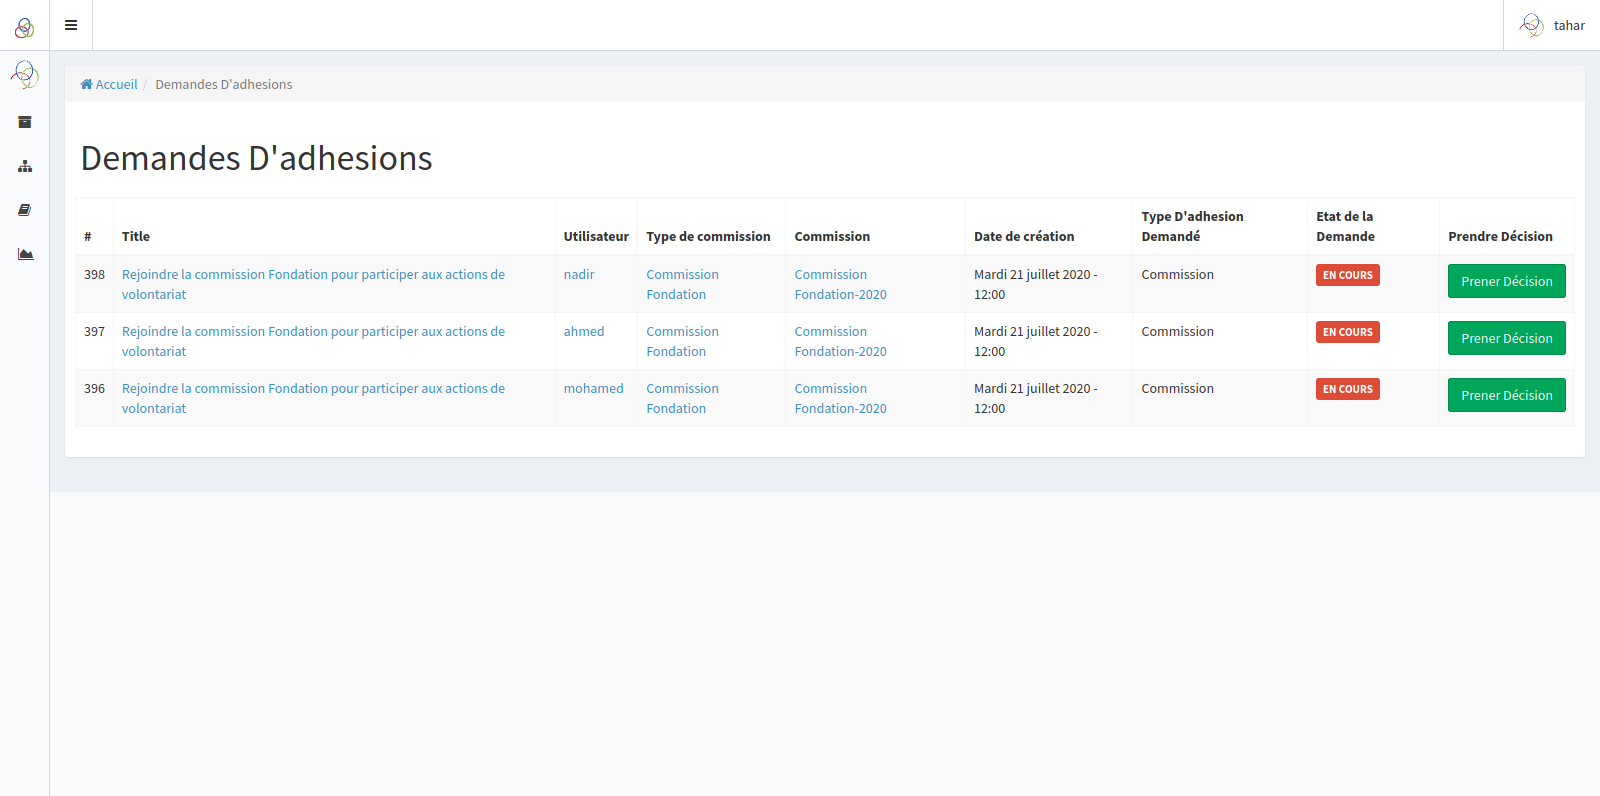 tahar
Accueil / Demandes D'adhesions
Demandes D'adhesions
# Title Utilisateur Type de commission Commission Date de création Type D'adhesion Demandé Etat de la Demande Prendre Décision
398 Rejoindre la commission Fondation pour participer aux actions de volontariat nadir Commission Fondation Commission Fondation-2020 Mardi 21 juillet 2020 - 12:00 Commission EN COURS Prener Décision
397 Rejoindre la commission Fondation pour participer aux actions de volontariat ahmed Commission Fondation Commission Fondation-2020 Mardi 21 juillet 2020 - 12:00 Commission EN COURS Prener Décision
396 Rejoindre la commission Fondation pour participer aux actions de volontariat mohamed Commission Fondation Commission Fondation-2020 Mardi 21 juillet 2020 - 12:00 Commission EN COURS Prener Décision